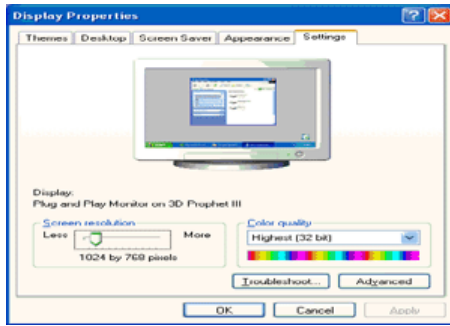 Display Properties
Themes Desktop Screen Saver Appearance Settings
Display:
Plug and Play Monitor on 3D Prophet III
Screen resolution
Less More
1024 by 768 pixels
Color quality
Highest (32 bit)
Troubleshoot... Advanced
OK Cancel Apply